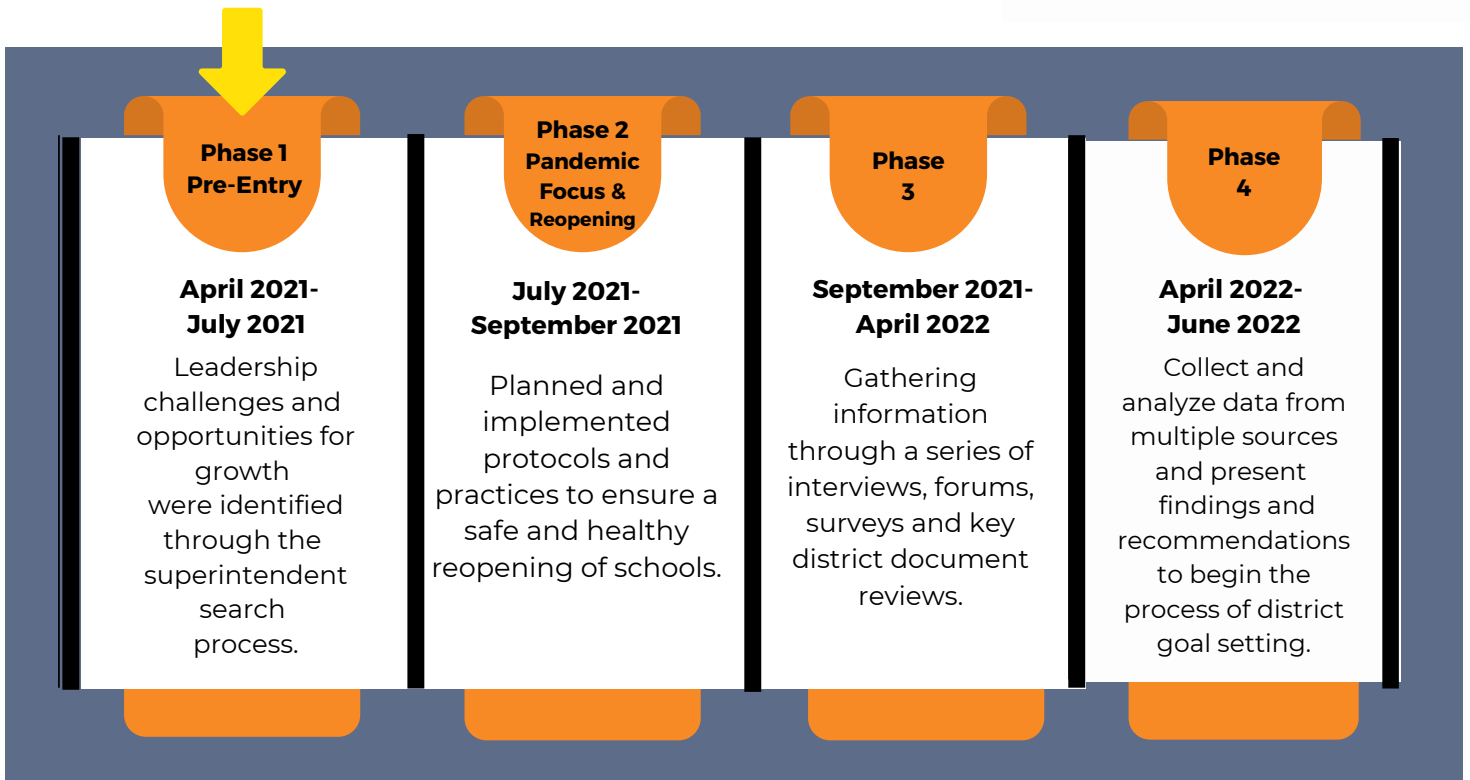 Phase 1
Pre-Entry
April 2021-
July 2021
Leadership
challenges and
opportunities for
growth
were identified
through the
superintendent
search
process.
Phase 2
Pandemic
Focus &
Reopening
July 2021-
September 2021
Planned and
implemented
protocols and
practices to ensure a
safe and healthy
reopening of schools.
Phase
3
September 2021-
April 2022
Gathering
information
through a series of
interviews, forums,
surveys and key
district document
reviews.
Phase
4
April 2022-
June 2022
Collect and
analyze data from
multiple sources
and present
findings and
recommendations
to begin the
process of district
goal setting.